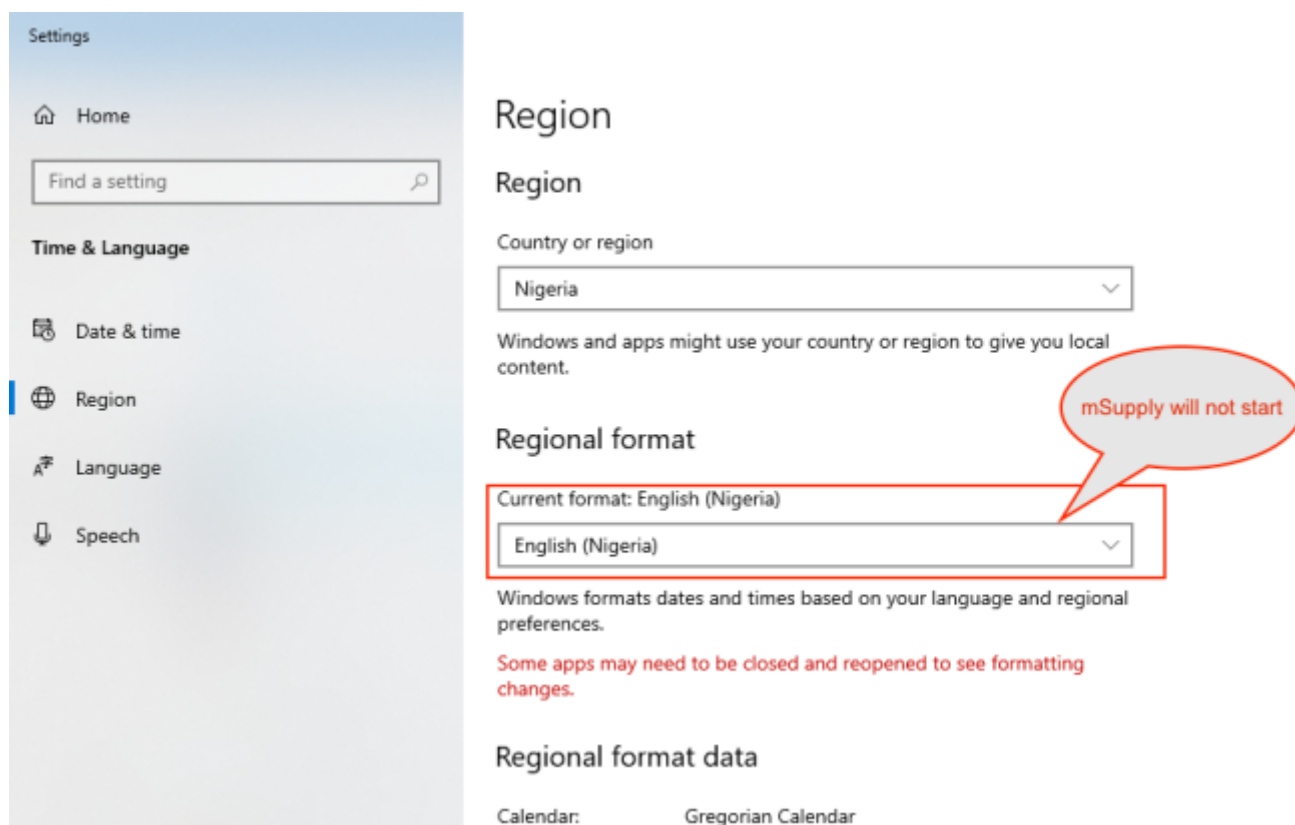 Settings
Home
Find a setting
Time & Language
Date & time
Region
Language
Speech
Region
Region
Country or region
Nigeria
Windows and apps might use your country or region to give you local
content.
mSupply will not start
Regional format
Current format: English (Nigeria)
English (Nigeria)
Windows formats dates and times based on your language and regional
preferences.
Some apps may need to be closed and reopened to see formatting
changes.
Regional format data
Calendar: Gregorian Calendar